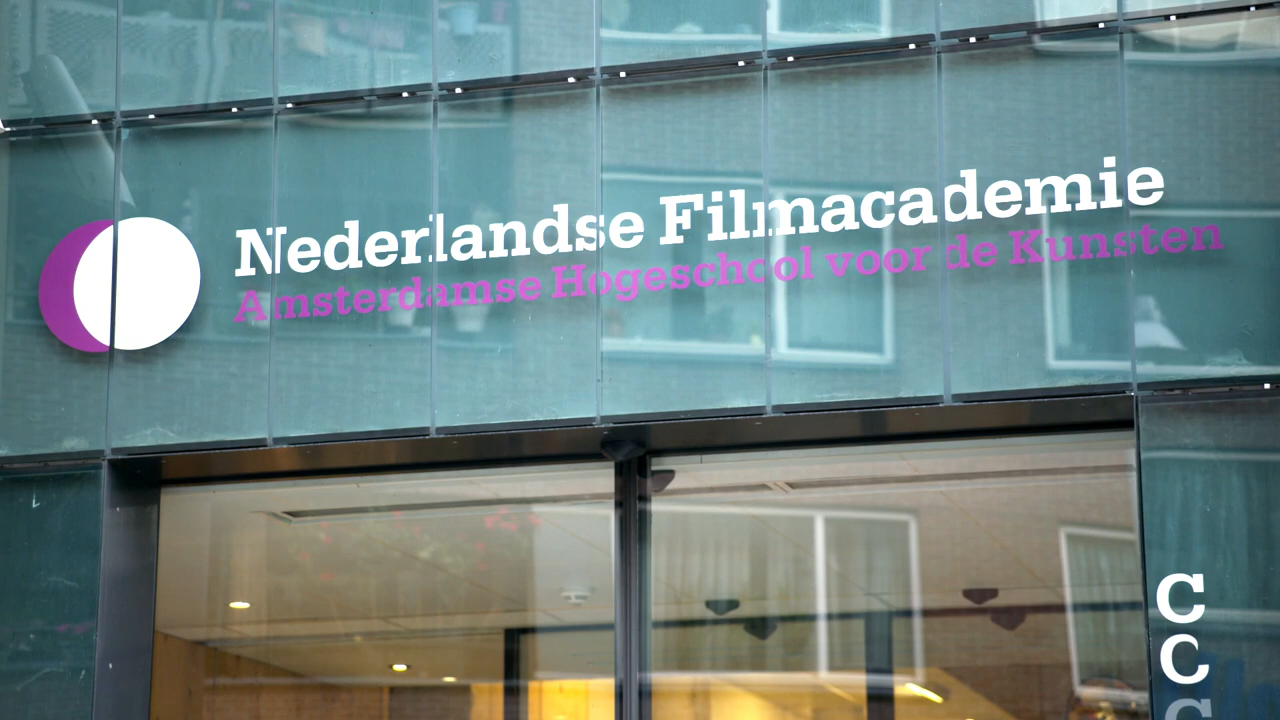 Nederlandse Filmacademie
Amsterdamse Hogeschool voor de Kunsten
C
C